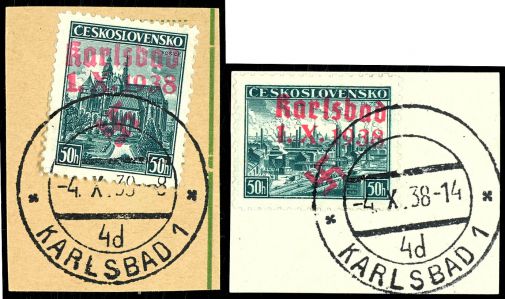 ČESKOSLOVENSKO
Karlsbad
1. X. 1938
50h 50h
-4. X. 38
4d
* KARLSBAD 1 *
ČESKOSLOVENSKO
Karlsbad
1. X. 1938
50h 50h
-4. X. 38-14
4d
* KARLSBAD 1 *